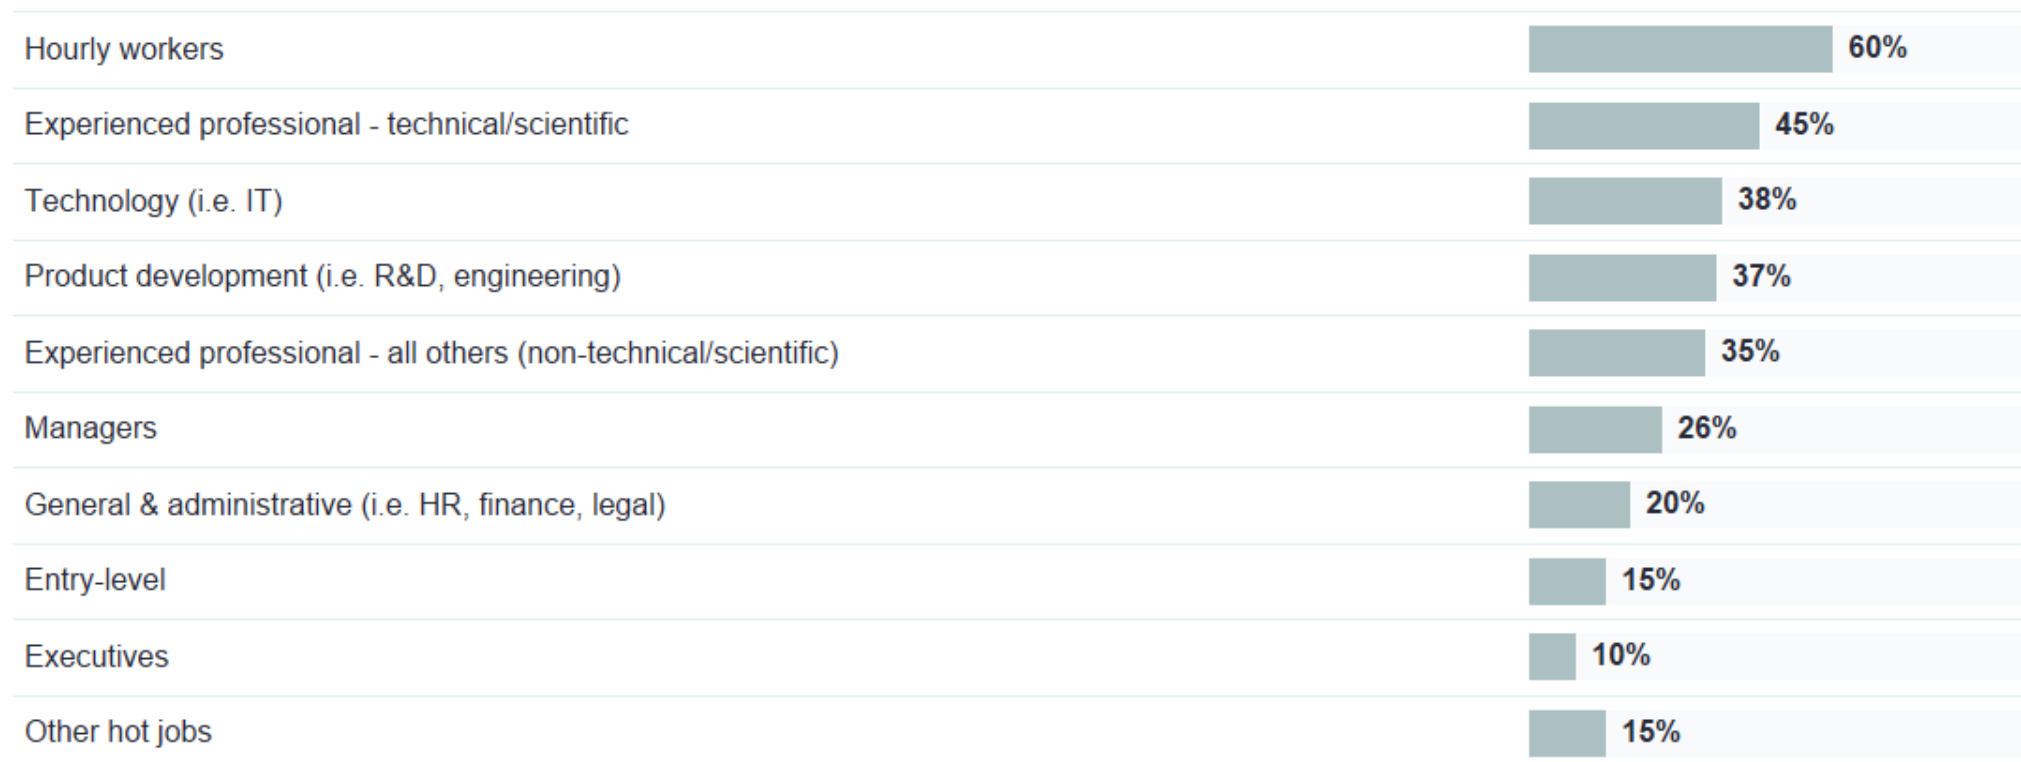 Hourly workers 60%
Experienced professional - technical/scientific 45%
Technology (i.e. IT) 38%
Product development (i.e. R&D, engineering) 37%
Experienced professional - all others (non-technical/scientific) 35%
Managers 26%
General & administrative (i.e. HR, finance, legal) 20%
Entry-level 15%
Executives 10%
Other hot jobs 15%